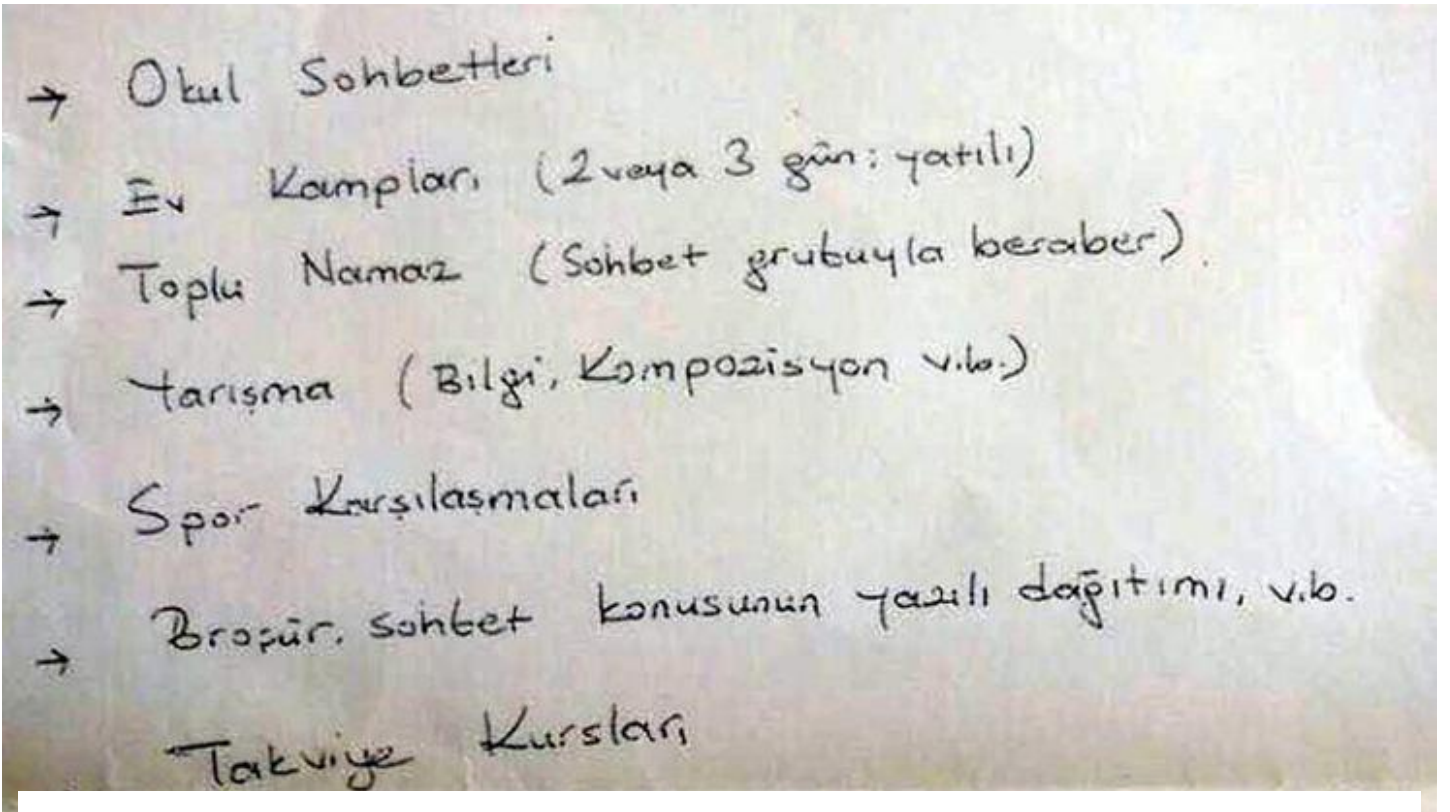 → Okul Sohbetleri
→ Ev Kampları (2 veya 3 gün: yatılı)
→ Toplu Namaz (Sohbet grubuyla beraber).
→ Yarışma (Bilgi, Kompozisyon v.b.)
→ Spor Karşılaşmaları
→ Broşür. sohbet konusunun yazılı dağıtımı, v.b.
Takviye Kursları